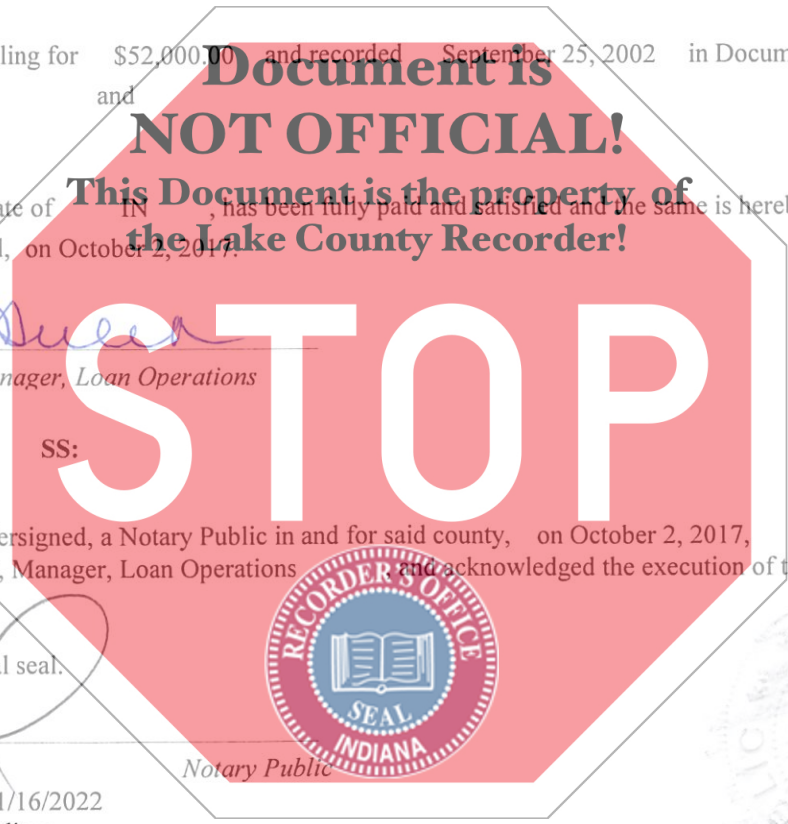 ling for $52,000.00 and recorded September 25, 2002 in Docum
Document is
and
NOT OFFICIAL!
This Document is the property of
ate of IN , has been fully paid and satisfied and the same is hereb
the Lake County Recorder!
, on October 2, 2017.
nager, Loan Operations
STOP
SS:
ersigned, a Notary Public in and for said county, on October 2, 2017,
, Manager, Loan Operations , and acknowledged the execution of t
RECORDER'S OFFICE
l seal.
SEAL
INDIANA
Notary Public
1/16/2022